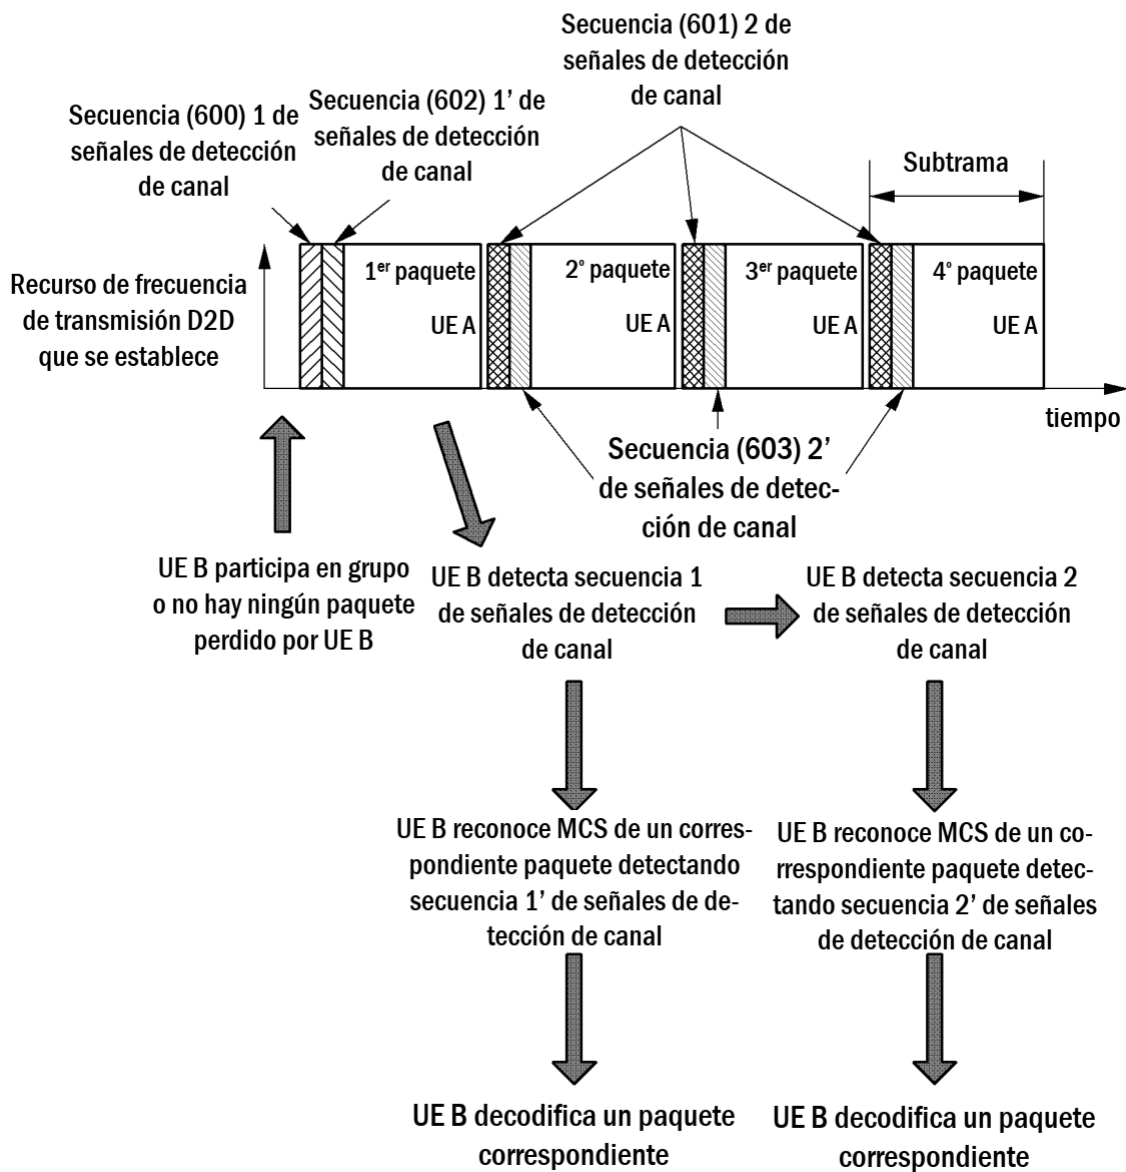 Secuencia (601) 2 de
señales de detección
de canal
Secuencia (600) 1 de
señales de detección
de canal
Secuencia (602) 1’ de
señales de detección
de canal
Subtrama
Recurso de frecuencia
de transmisión D2D
que se establece
1er paquete
UE A
2º paquete
UE A
3er paquete
UE A
4º paquete
UE A
tiempo
Secuencia (603) 2’
de señales de detec-
ción de canal
UE B participa en grupo
o no hay ningún paquete
perdido por UE B
UE B detecta secuencia 1
de señales de detección
de canal
UE B detecta secuencia 2
de señales de detección
de canal
UE B reconoce MCS de un corres-
pondiente paquete detectando
secuencia 1’ de señales de de-
tección de canal
UE B reconoce MCS de un co-
rrespondiente paquete detec-
tando secuencia 2’ de señales
de detección de canal
UE B decodifica un paquete
correspondiente
UE B decodifica un paquete
correspondiente